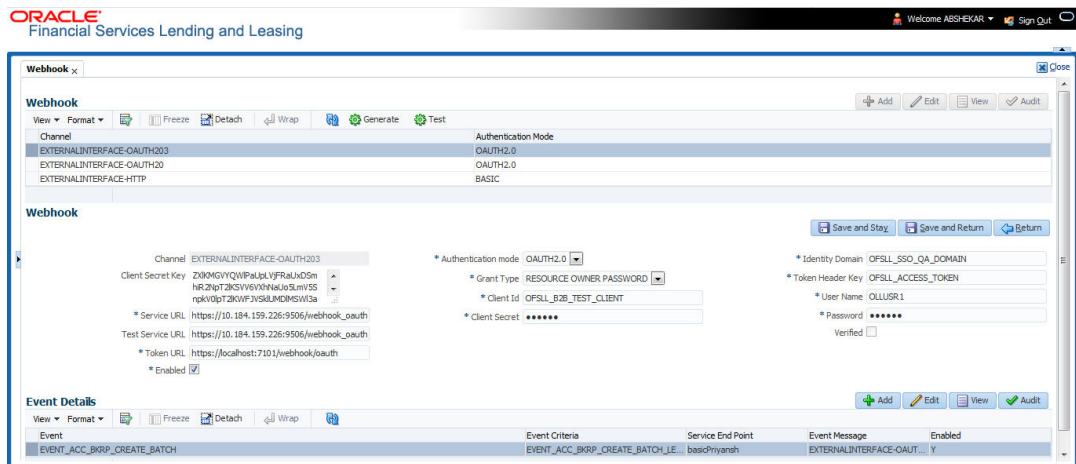 ORACLE
Financial Services Lending and Leasing
Welcome ABSHEKAR
Sign Out
Webhook x
Close
Webhook
Add Edit View Audit
View Format Freeze Detach Wrap Generate Test
Channel Authentication Mode
EXTERNALINTERFACE-OAUTH203 OAUTH2.0
EXTERNALINTERFACE-OAUTH20 OAUTH2.0
EXTERNALINTERFACE-HTTP BASIC
Webhook
Save and Stay Save and Return Return
Channel EXTERNALINTERFACE-OAUTH203
Client Secret Key
* Service URL https://10.184.159.226:9506/webhook_oauth
Test Service URL https://10.184.159.226:9506/webhook_oauth
* Token URL https://localhost:7101/webhook/oauth
* Enabled
* Authentication mode OAUTH2.0
* Grant Type RESOURCE OWNER PASSWORD
* Client Id OFSLL_B2B_TEST_CLIENT
* Client Secret ●●●●●●
* Identity Domain OFSLL_SSO_QA_DOMAIN
* Token Header Key OFSLL_ACCESS_TOKEN
* User Name OLLUSR1
* Password ●●●●●●
Verified
Event Details
Add Edit View Audit
View Format Freeze Detach Wrap
Event Event Criteria Service End Point Event Message Enabled
EVENT_ACC_BKRP_CREATE_BATCH EVENT_ACC_BKRP_CREATE_BATCH_LE... basicPriyansh EXTERNALINTERFACE-OAUT... Y